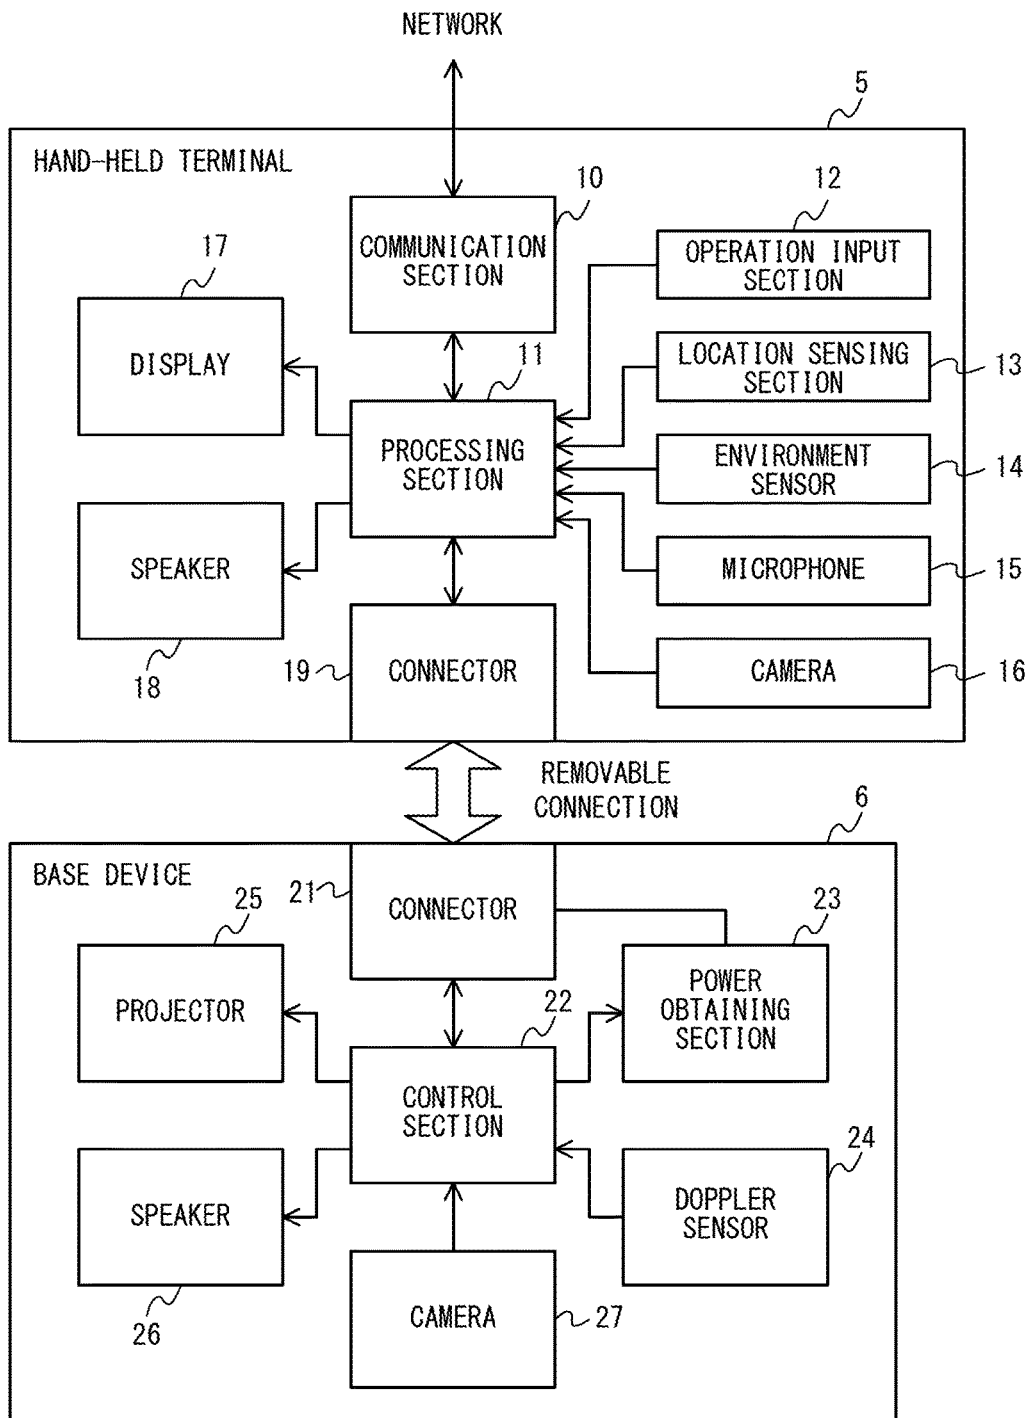 NETWORK
5
HAND-HELD TERMINAL
10
12
COMMUNICATION
SECTION
OPERATION INPUT
SECTION
17
DISPLAY
11
LOCATION SENSING
SECTION
13
PROCESSING
SECTION
ENVIRONMENT
SENSOR
14
SPEAKER
18
MICROPHONE
15
19
CONNECTOR
CAMERA
16
REMOVABLE
CONNECTION
6
BASE DEVICE
21
CONNECTOR
25
23
PROJECTOR
22
POWER
OBTAINING
SECTION
CONTROL
SECTION
24
SPEAKER
26
DOPPLER
SENSOR
CAMERA
27